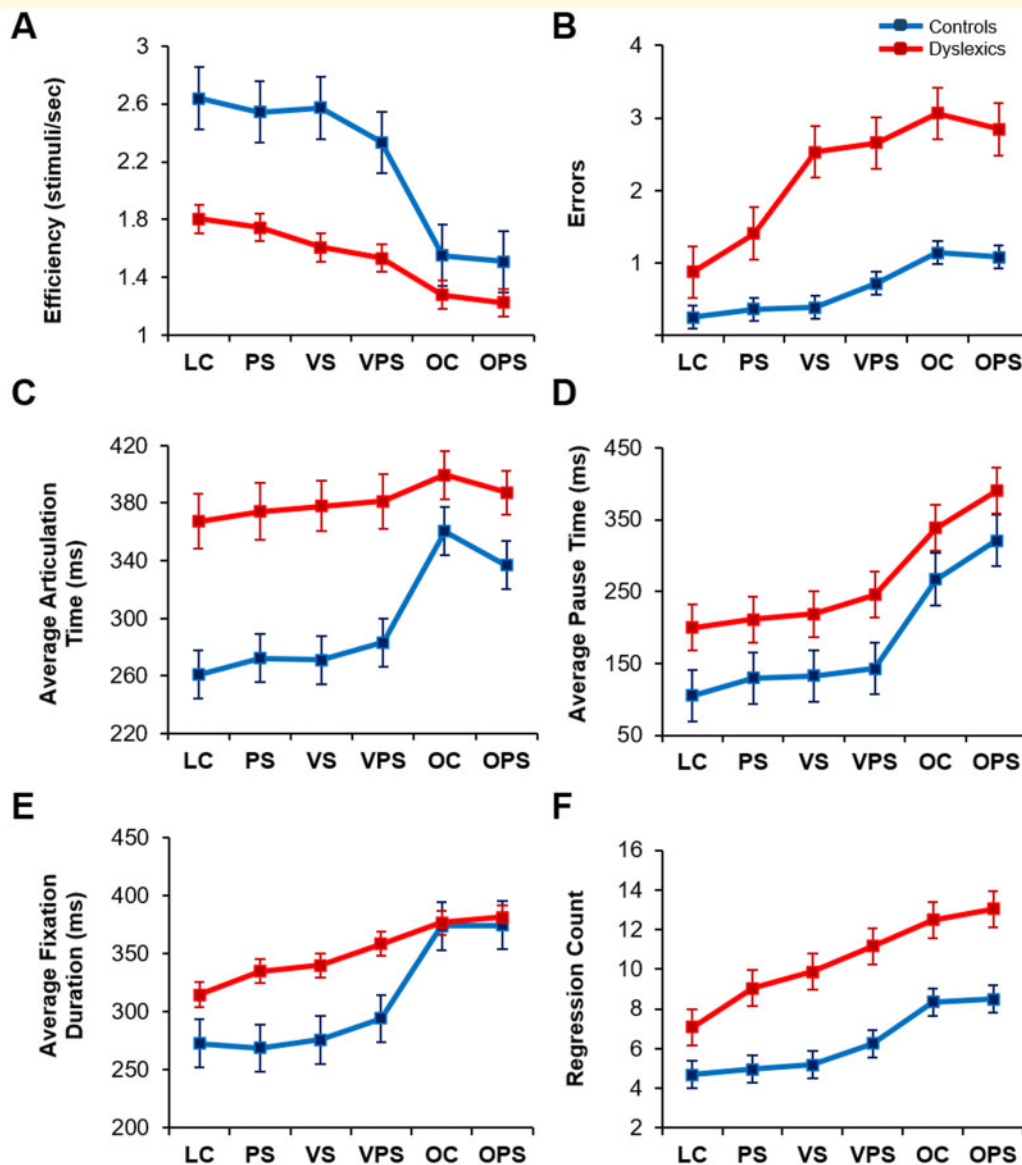 A
Efficiency (stimuli/sec)
3
2.6
2.2
1.8
1.4
1
LC PS VS VPS OC OPS
B
Controls
Dyslexics
Errors
4
3
2
1
LC PS VS VPS OC OPS
C
Average Articulation
Time (ms)
420
380
340
300
260
220
LC PS VS VPS OC OPS
D
Average Pause Time (ms)
450
350
250
150
50
LC PS VS VPS OC OPS
E
Average Fixation
Duration (ms)
450
400
350
300
250
200
LC PS VS VPS OC OPS
F
Regression Count
16
14
12
10
8
6
4
2
LC PS VS VPS OC OPS